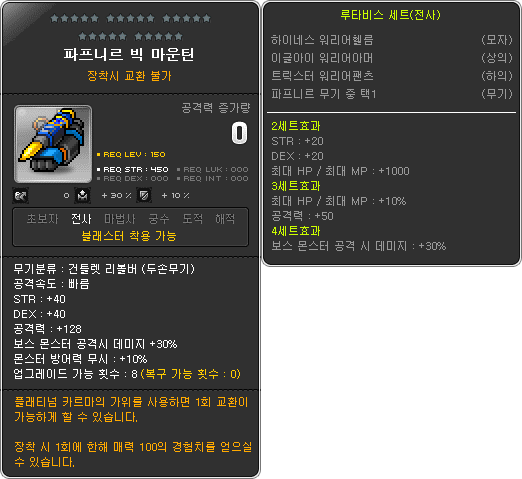 파프니르 빅 마운틴
장착시 교환 불가
공격력 증가량
0
REQ LEV : 150
REQ STR : 450
REQ LUK : 000
REQ DEX : 000
REQ INT : 000
0
+ 30 %
+ 10 %
초보자 전사 마법사 궁수 도적 해적
블래스터 착용 가능
무기분류 : 건틀렛 리볼버 (두손무기)
공격속도 : 빠름
STR : +40
DEX : +40
공격력 : +128
보스 몬스터 공격시 데미지 +30%
몬스터 방어력 무시 : +10%
업그레이드 가능 횟수 : 8 (복구 가능 횟수 : 0)
플래티넘 카르마의 가위를 사용하면 1회 교환이
가능하게 할 수 있습니다.
장착 시 1회에 한해 매력 100의 경험치를 얻으실
수 있습니다.
루타비스 세트(전사)
하이네스 워리어헬름 (모자)
이글아이 워리어아머 (상의)
트릭스터 워리어팬츠 (하의)
파프니르 무기 중 택1 (무기)
2세트효과
STR : +20
DEX : +20
최대 HP / 최대 MP : +1000
3세트효과
최대 HP / 최대 MP : +10%
공격력 : +50
4세트효과
보스 몬스터 공격 시 데미지 : +30%